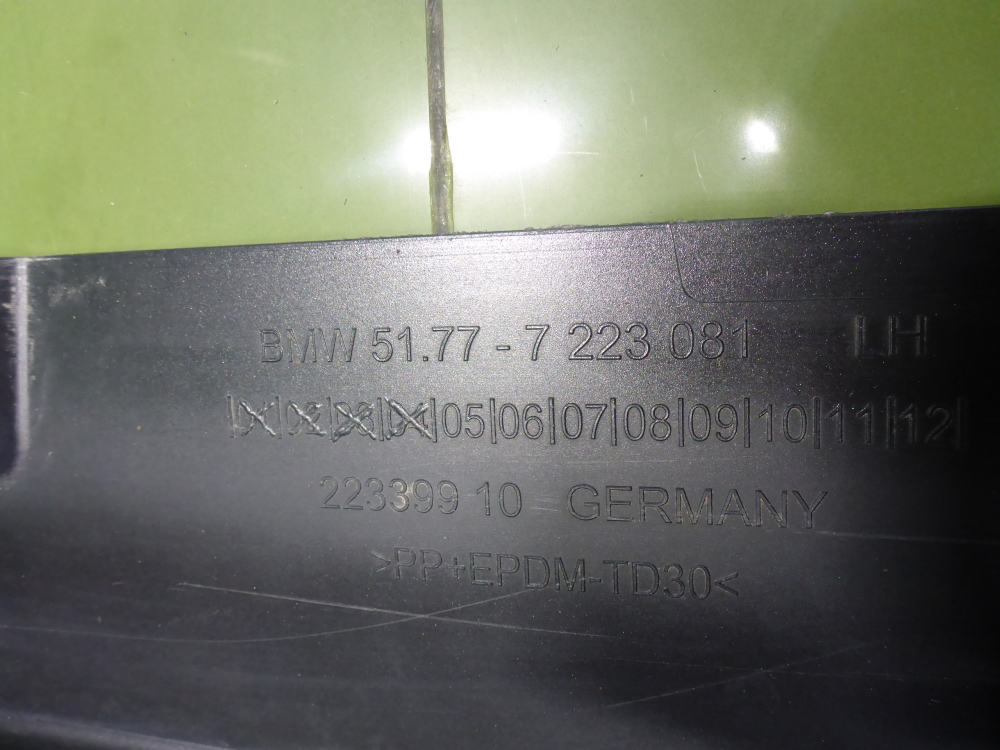 BMW 51.77 - 7 223 081 LH
|01|02|03|04|05|06|07|08|09|10|11|12|
223399 10 GERMANY
>PP+EPDM-TD30<